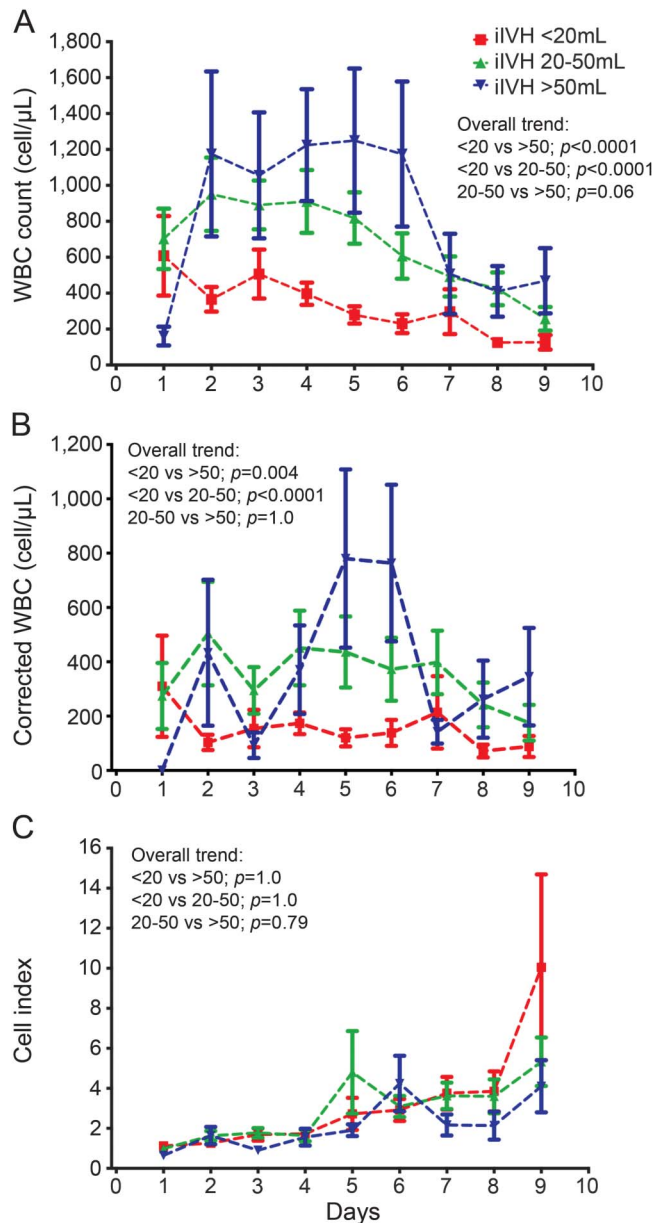 A
WBC count (cell/µL)
1,800
1,600
1,400
1,200
1,000
800
600
400
200
0
0 1 2 3 4 5 6 7 8 9 10
iIVH <20mL
iIVH 20-50mL
iIVH >50mL
Overall trend:
<20 vs >50; p<0.0001
<20 vs 20-50; p<0.0001
20-50 vs >50; p=0.06
B
Corrected WBC (cell/µL)
1,200
1,000
800
600
400
200
0
0 1 2 3 4 5 6 7 8 9 10
Overall trend:
<20 vs >50; p=0.004
<20 vs 20-50; p<0.0001
20-50 vs >50; p=1.0
C
Cell index
16
14
12
10
8
6
4
2
0
0 1 2 3 4 5 6 7 8 9 10
Overall trend:
<20 vs >50; p=1.0
<20 vs 20-50; p=1.0
20-50 vs >50; p=0.79
Days